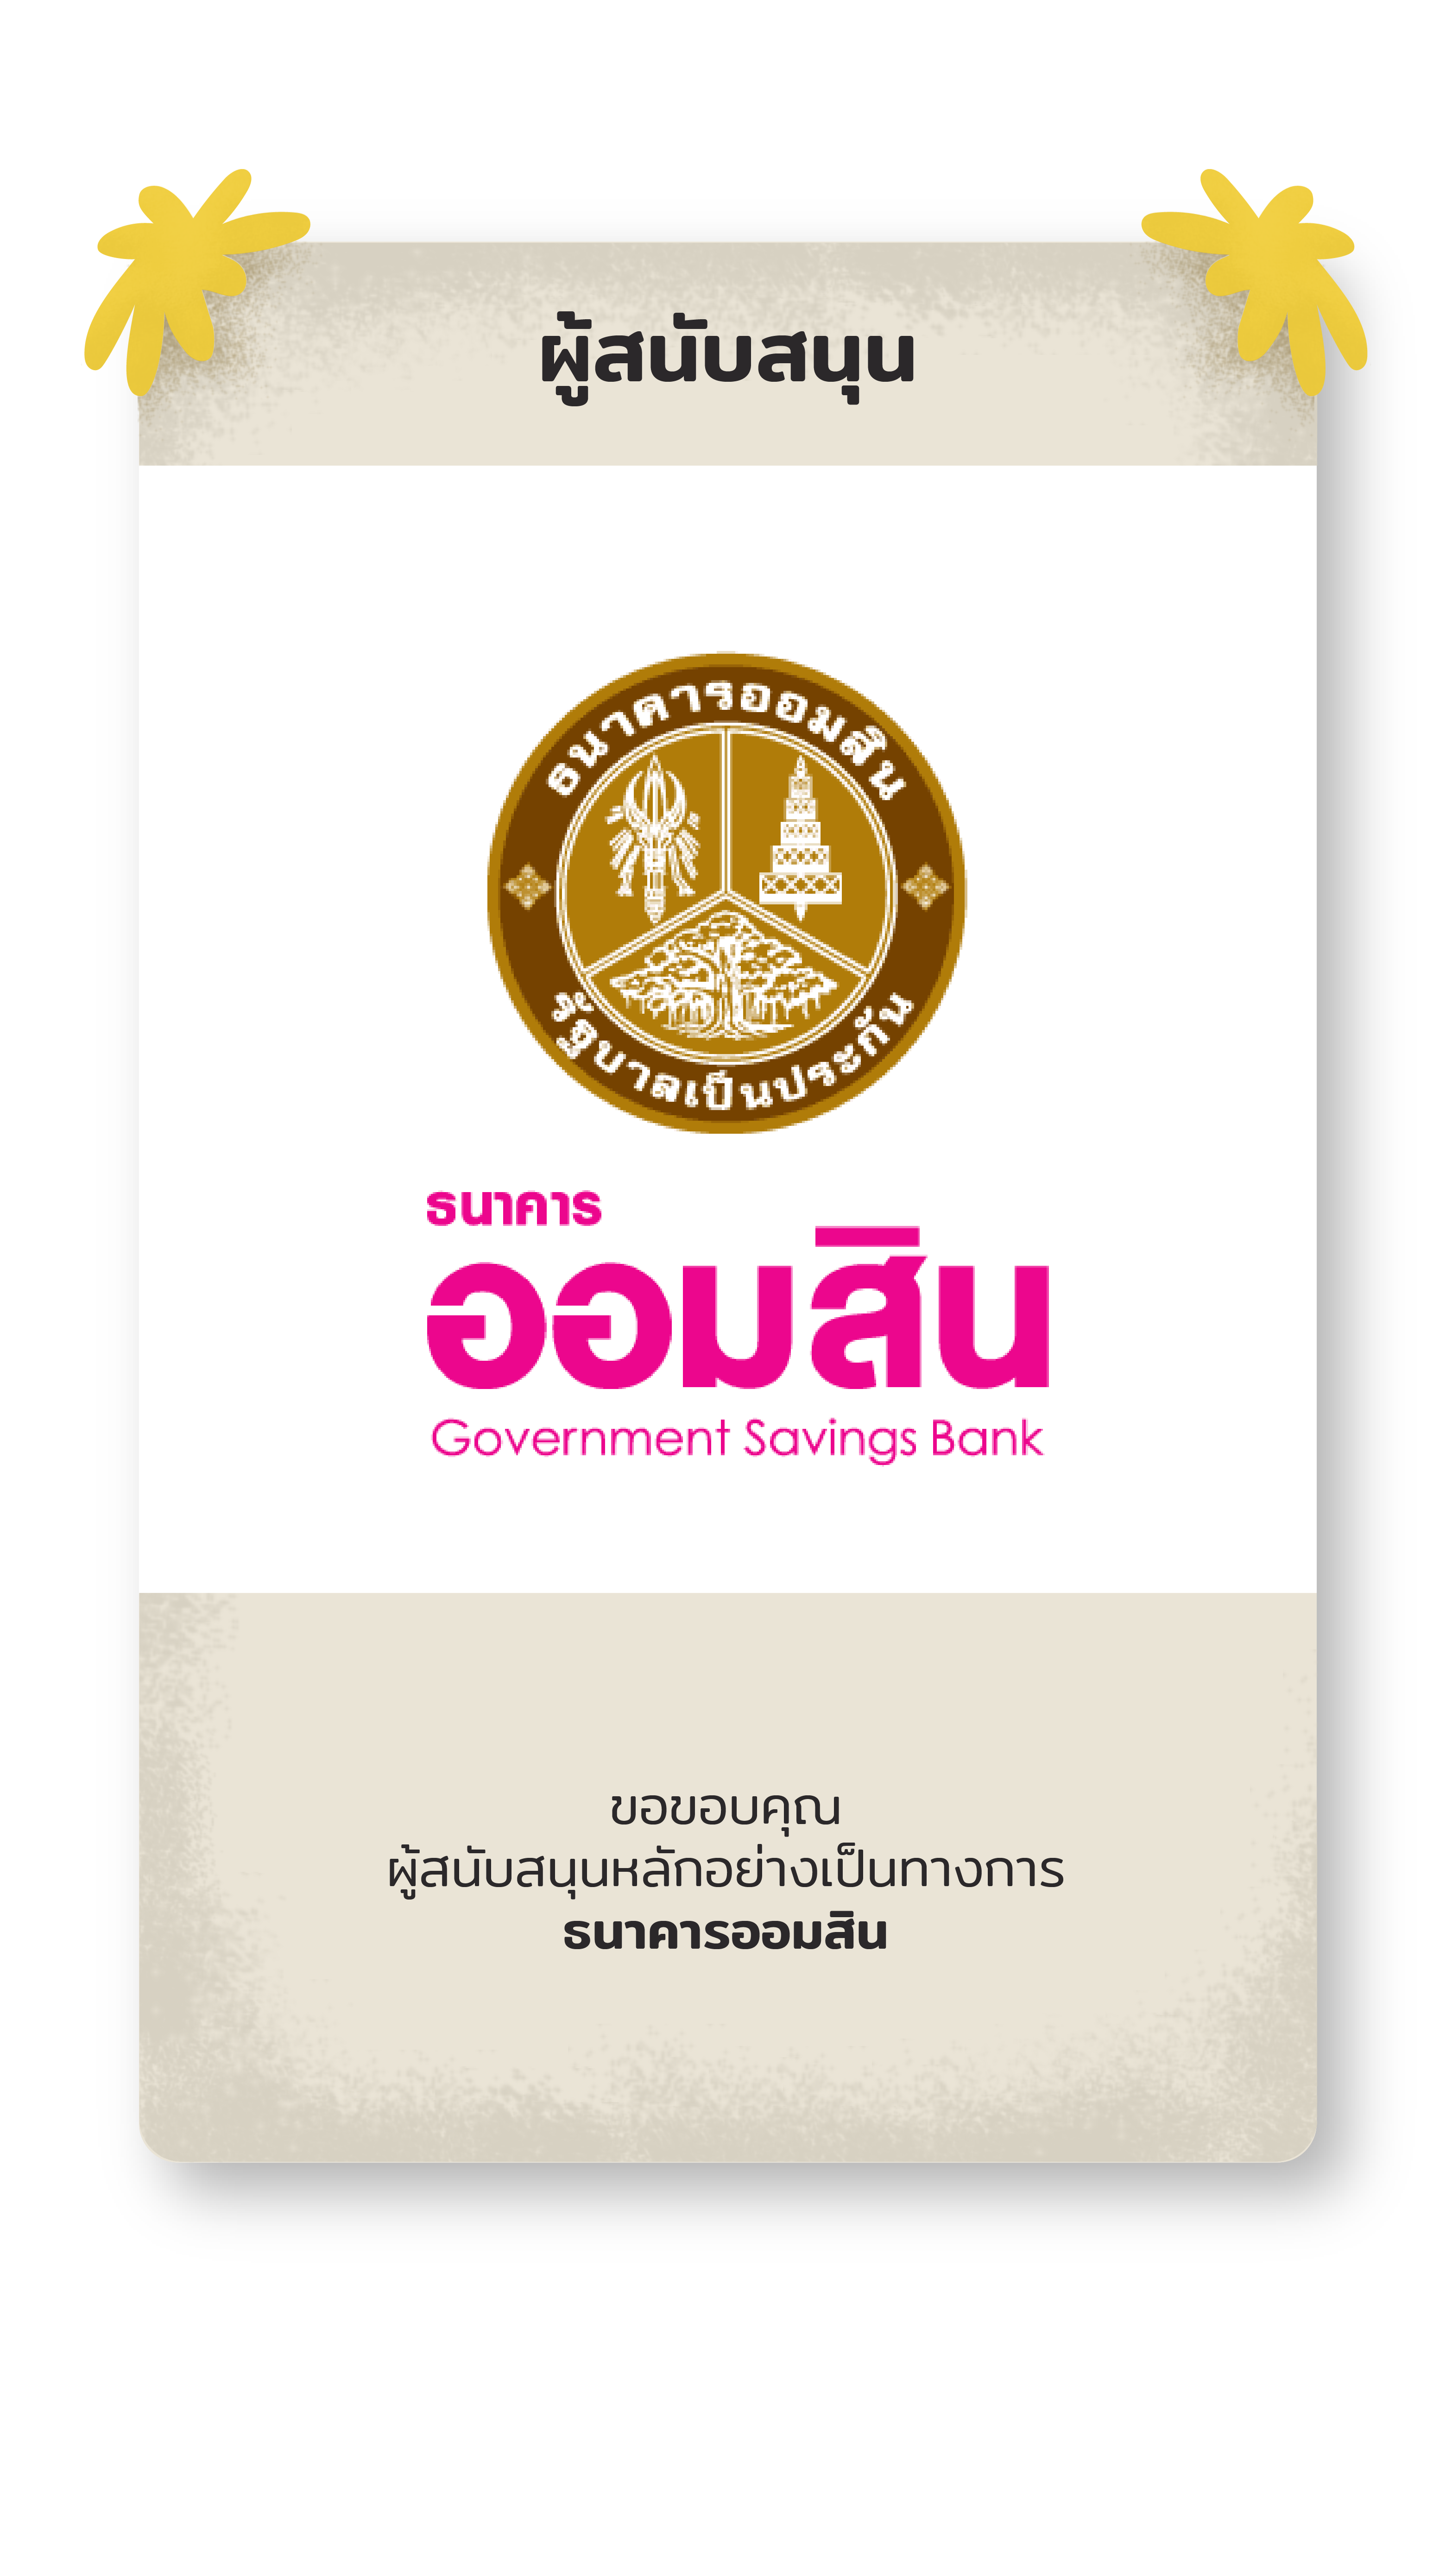 ผู้สนับสนุน
ธนาคารออมสิน
รัฐบาลเป็นประกัน
ธนาคาร
ออมสิน
Government Savings Bank
ขอขอบคุณ
ผู้สนับสนุนหลักอย่างเป็นทางการ
ธนาคารออมสิน